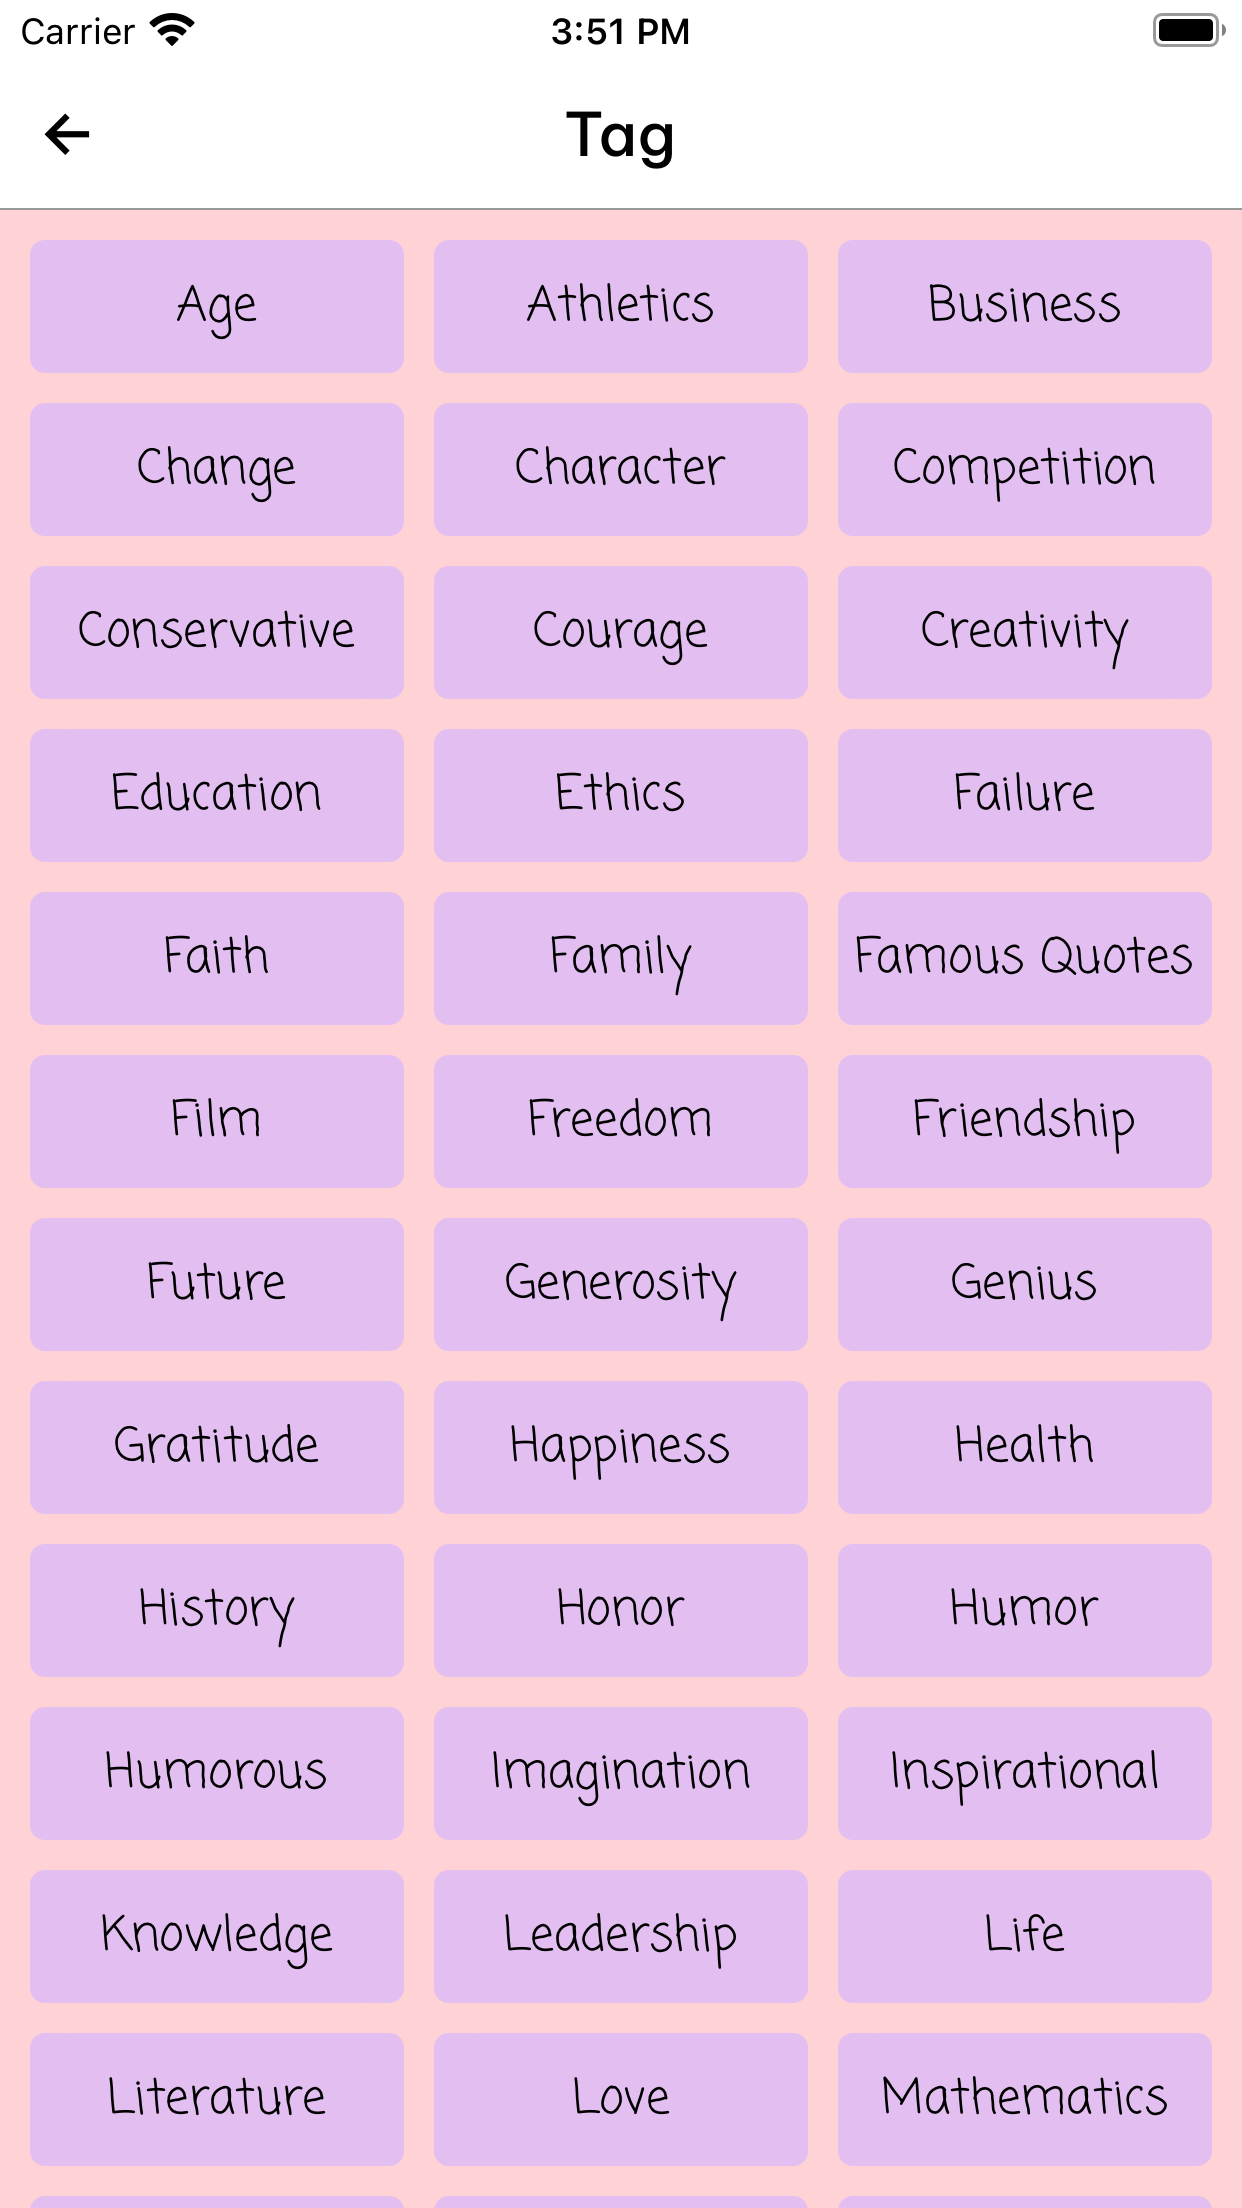 Carrier 3:51 PM
Tag
Age Athletics Business
Change Character Competition
Conservative Courage Creativity
Education Ethics Failure
Faith Family Famous Quotes
Film Freedom Friendship
Future Generosity Genius
Gratitude Happiness Health
History Honor Humor
Humorous Imagination Inspirational
Knowledge Leadership Life
Literature Love Mathematics